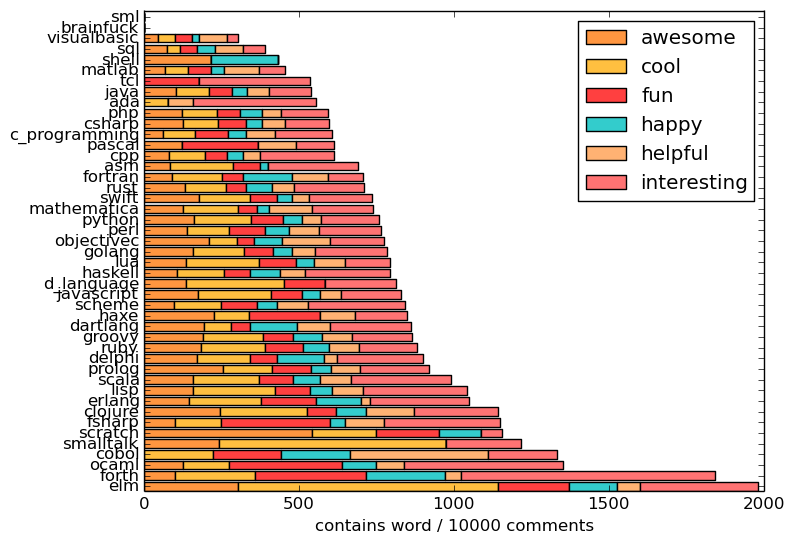 sml
brainfuck
visualbasic
sql
shell
matlab
tcl
java
ada
php
csharp
c_programming
pascal
cpp
asm
fortran
rust
swift
mathematica
python
perl
objectivec
golang
lua
haskell
d_language
javascript
scheme
haxe
dartlang
groovy
ruby
delphi
prolog
scala
lisp
erlang
clojure
fsharp
scratch
smalltalk
cobol
ocaml
forth
elm
awesome
cool
fun
happy
helpful
interesting
0 500 1000 1500 2000
contains word / 10000 comments